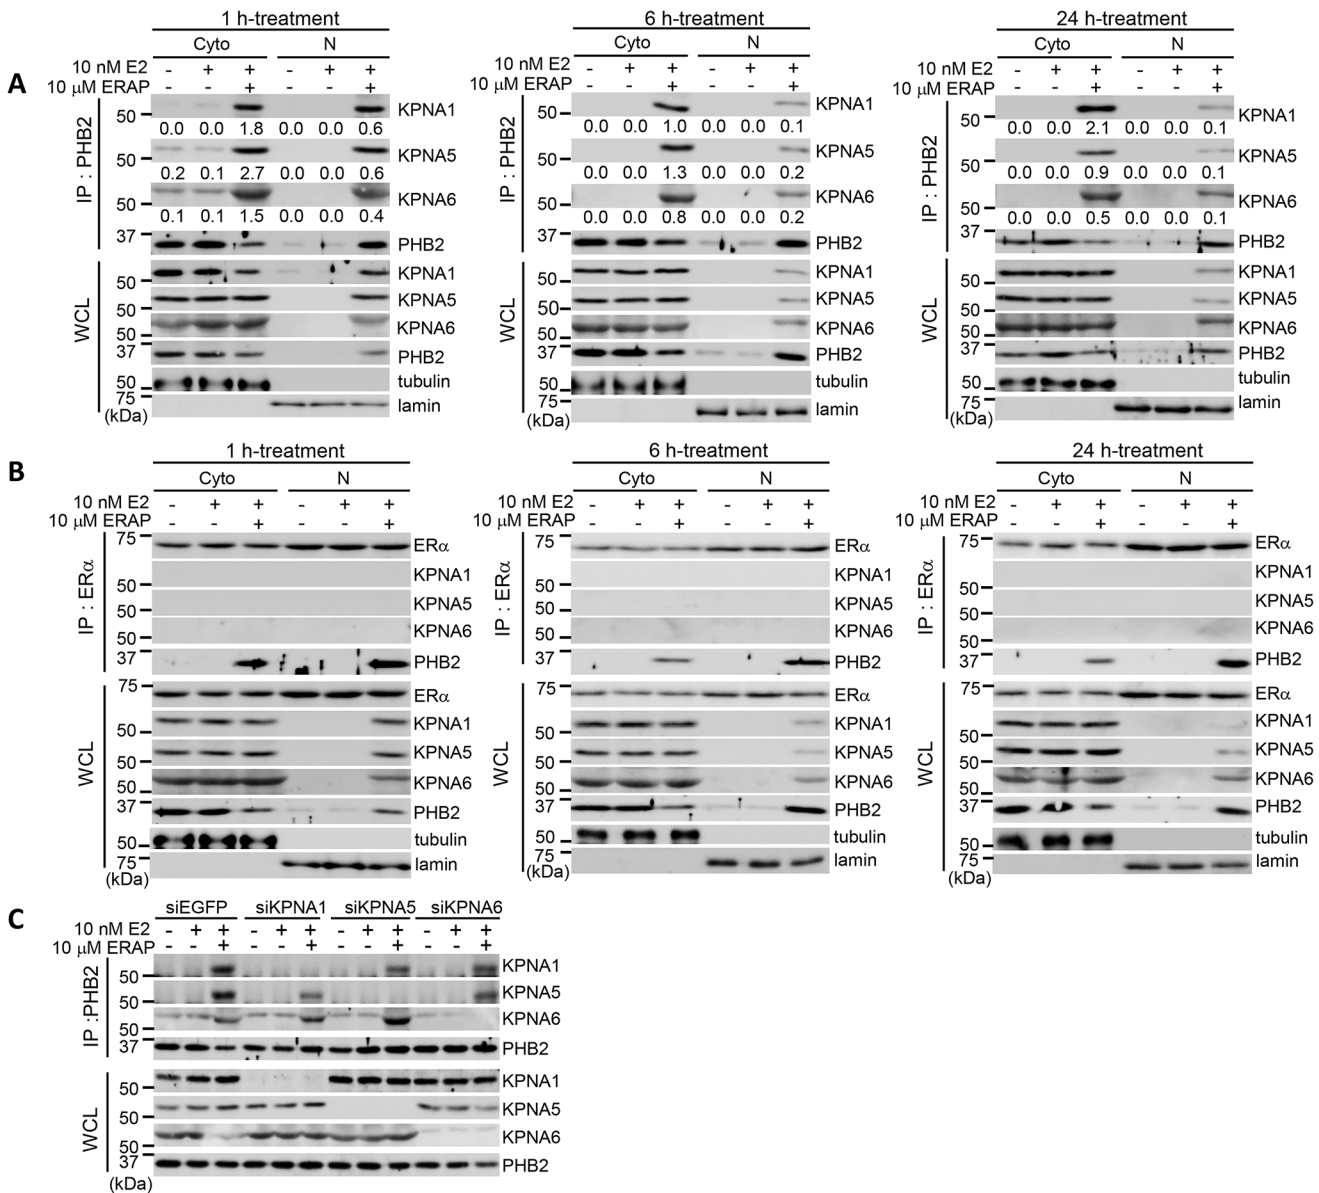 A
1 h-treatment
Cyto N
10 nM E2 - + + - - +
10 μM ERAP - - + - - +
IP : PHB2
50 KPNA1
0.0 0.0 1.8 0.0 0.0 0.6
50 KPNA5
0.2 0.1 2.7 0.0 0.0 0.6
50 KPNA6
0.1 0.1 1.5 0.0 0.0 0.4
37 PHB2
WCL
50 KPNA1
50 KPNA5
50 KPNA6
37 PHB2
50 tubulin
75 lamin
(kDa)
6 h-treatment
Cyto N
10 nM E2 - + + - + +
10 μM ERAP - - + - - +
IP : PHB2
50 KPNA1
0.0 0.0 1.0 0.0 0.0 0.1
50 KPNA5
0.0 0.0 1.3 0.0 0.0 0.2
50 KPNA6
0.0 0.0 0.8 0.0 0.0 0.2
37 PHB2
WCL
50 KPNA1
50 KPNA5
50 KPNA6
37 PHB2
50 tubulin
75 lamin
(kDa)
24 h-treatment
Cyto N
10 nM E2 - + + - + +
10 μM ERAP - - + - - +
IP : PHB2
50 KPNA1
0.0 0.0 2.1 0.0 0.0 0.1
50 KPNA5
0.0 0.0 0.9 0.0 0.0 0.1
50 KPNA6
0.0 0.0 0.5 0.0 0.0 0.1
37 PHB2
WCL
50 KPNA1
50 KPNA5
50 KPNA6
37 PHB2
50 tubulin
75 lamin
(kDa)
B
1 h-treatment
Cyto N
10 nM E2 - + + - + +
10 μM ERAP - - + - - +
IP : ERα
75 ERα
50 KPNA1
50 KPNA5
50 KPNA6
37 PHB2
WCL
75 ERα
50 KPNA1
50 KPNA5
50 KPNA6
37 PHB2
50 tubulin
75 lamin
(kDa)
6 h-treatment
Cyto N
10 nM E2 - + + - + +
10 μM ERAP - - + - - +
IP : ERα
75 ERα
50 KPNA1
50 KPNA5
50 KPNA6
37 PHB2
WCL
75 ERα
50 KPNA1
50 KPNA5
50 KPNA6
37 PHB2
50 tubulin
75 lamin
(kDa)
24 h-treatment
Cyto N
10 nM E2 - + + - + +
10 μM ERAP - - + - - +
IP : ERα
75 ERα
50 KPNA1
50 KPNA5
50 KPNA6
37 PHB2
WCL
75 ERα
50 KPNA1
50 KPNA5
50 KPNA6
37 PHB2
50 tubulin
75 lamin
(kDa)
C
siEGFP siKPNA1 siKPNA5 siKPNA6
10 nM E2 - + + - + + - + + - + +
10 μM ERAP - - + - - + - - + - - +
IP :PHB2
50 KPNA1
50 KPNA5
50 KPNA6
37 PHB2
WCL
50 KPNA1
50 KPNA5
50 KPNA6
37 PHB2
(kDa)